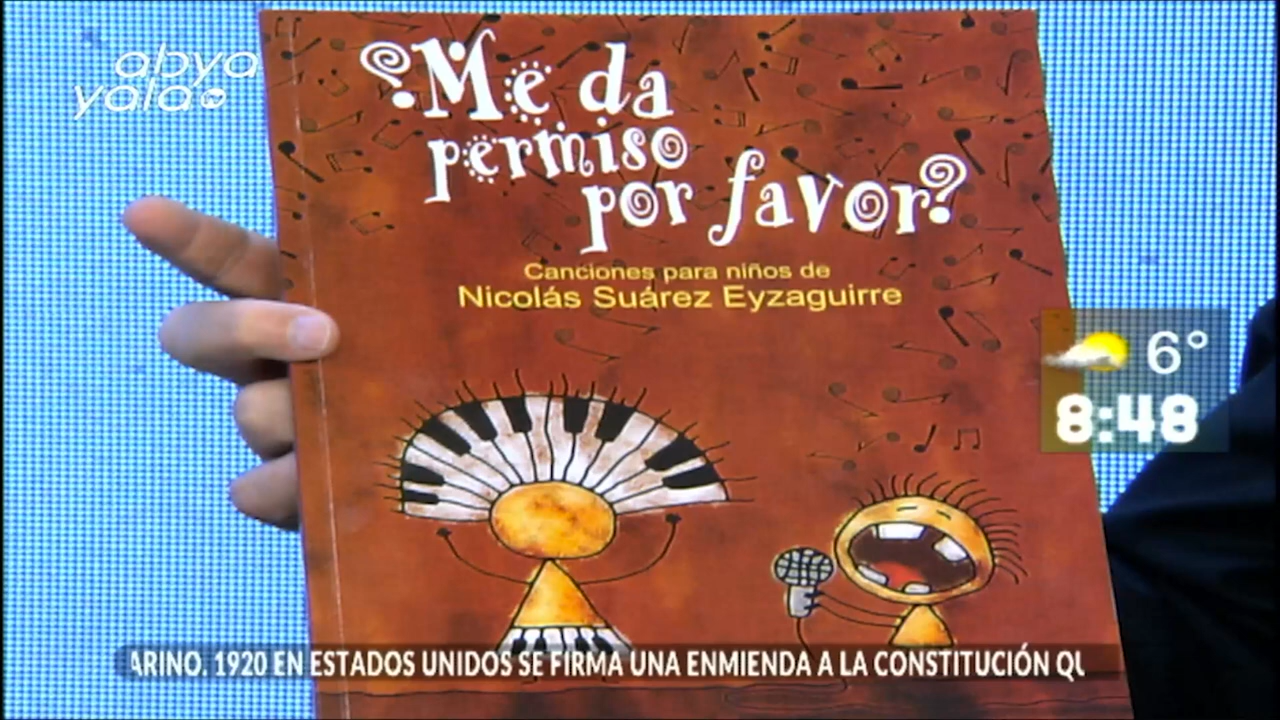 abya
yala
¿Me da
permiso
por favor?
Canciones para niños de
Nicolás Suárez Eyzaguirre
6°
8:48
ARINO. 1920 EN ESTADOS UNIDOS SE FIRMA UNA ENMIENDA A LA CONSTITUCIÓN QU